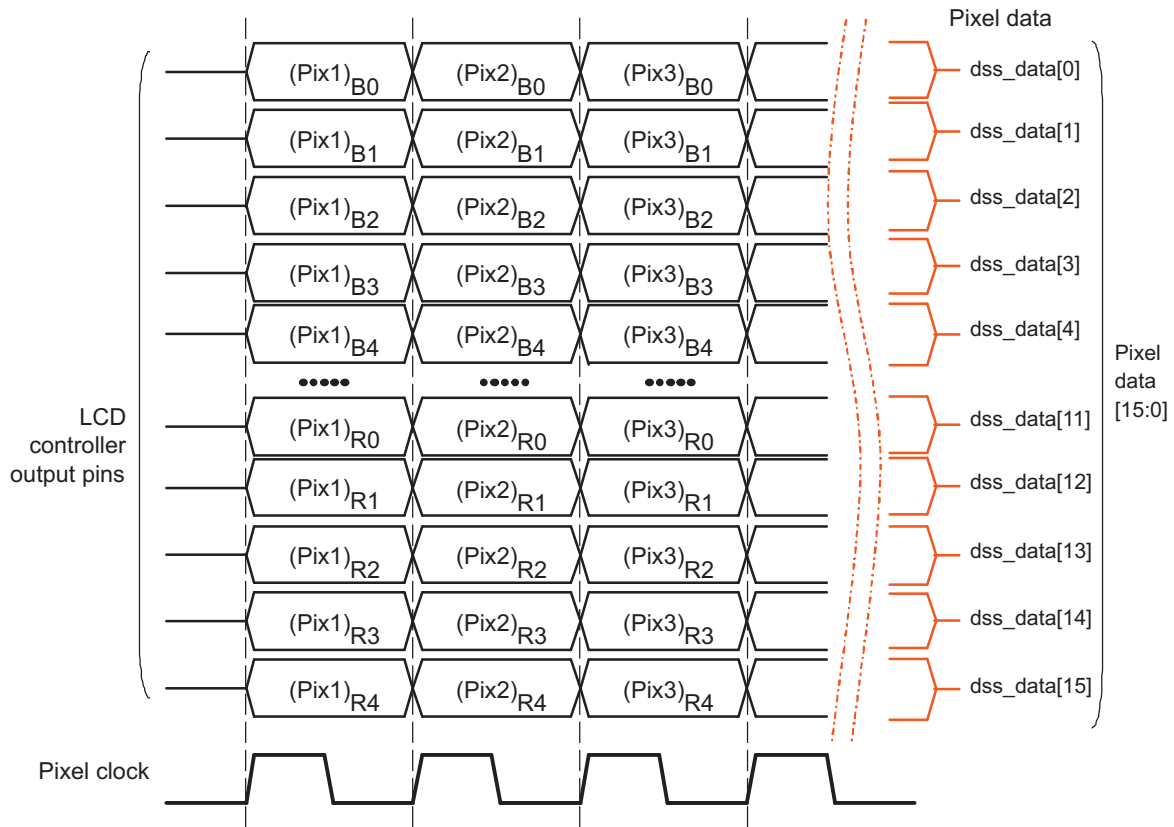 Pixel data
(Pix1)B0 (Pix2)B0 (Pix3)B0 dss_data[0]
(Pix1)B1 (Pix2)B1 (Pix3)B1 dss_data[1]
(Pix1)B2 (Pix2)B2 (Pix3)B2 dss_data[2]
(Pix1)B3 (Pix2)B3 (Pix3)B3 dss_data[3]
(Pix1)B4 (Pix2)B4 (Pix3)B4 dss_data[4]
Pixel
data
[15:0]
••••• ••••• •••••
LCD
controller
output pins
(Pix1)R0 (Pix2)R0 (Pix3)R0 dss_data[11]
(Pix1)R1 (Pix2)R1 (Pix3)R1 dss_data[12]
(Pix1)R2 (Pix2)R2 (Pix3)R2 dss_data[13]
(Pix1)R3 (Pix2)R3 (Pix3)R3 dss_data[14]
(Pix1)R4 (Pix2)R4 (Pix3)R4 dss_data[15]
Pixel clock